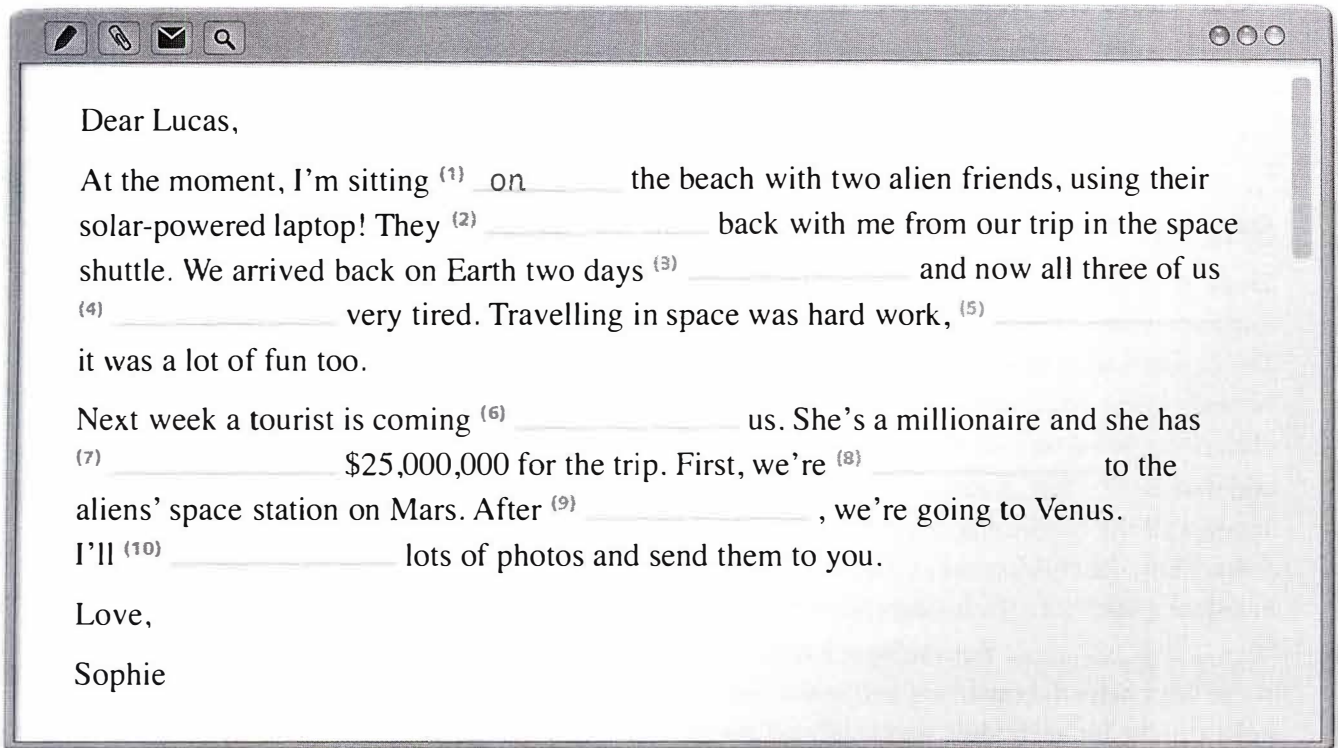 Dear Lucas,
At the moment, I'm sitting (1) on the beach with two alien friends, using their
solar-powered laptop! They (2) back with me from our trip in the space
shuttle. We arrived back on Earth two days (3) and now all three of us
(4) very tired. Travelling in space was hard work, (5)
it was a lot of fun too.
Next week a tourist is coming (6) us. She's a millionaire and she has
(7) $25,000,000 for the trip. First, we're (8) to the
aliens' space station on Mars. After (9) , we're going to Venus.
I'll (10) lots of photos and send them to you.
Love,
Sophie